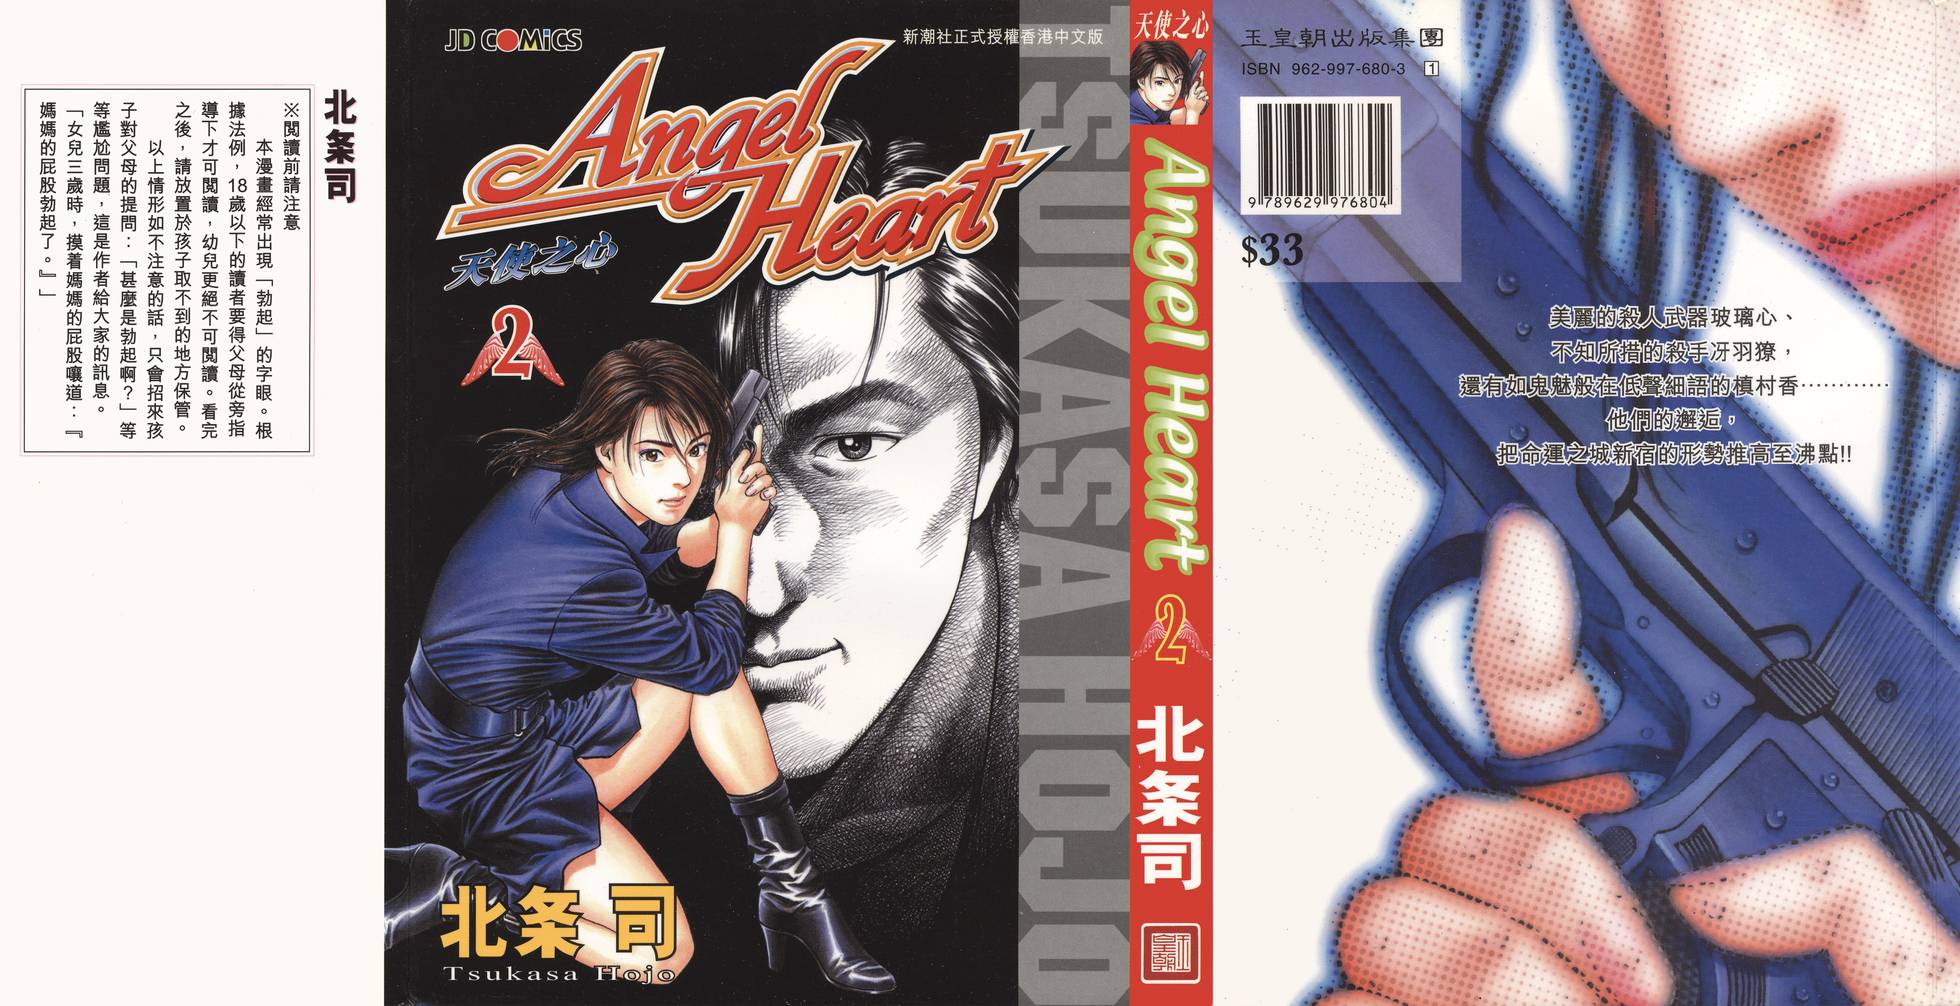 北条司
※閱讀前請注意
本漫畫經常出現「勃起」的字眼。根
據法例，18歲以下的讀者要得父母從旁指
導下才可閱讀，幼兒更絕不可閱讀。看完
之後，請放置於孩子取不到的地方保管。
以上情形如不注意的話，只會招來孩
子對父母的提問：「甚麼是勃起啊？」等
等尷尬問題，這是作者給大家的訊息。
「女兒三歲時，摸着媽媽的屁股嚷道：『
媽媽的屁股勃起了。』」
JD COMiCS
新潮社正式授權香港中文版
Angel
Heart
天使之心
2
北条司
Tsukasa Hojo
TSUKASA HOJO
天使之心
Angel Heart
2
北条司
玉皇朝
玉皇朝出版集團
ISBN 962-997-680-3 1
9 789629 976804
$33
美麗的殺人武器玻璃心、
不知所措的殺手冴羽獠，
還有如鬼魅般在低聲細語的槙村香…………
他們的邂逅，
把命運之城新宿的形勢推高至沸點!!